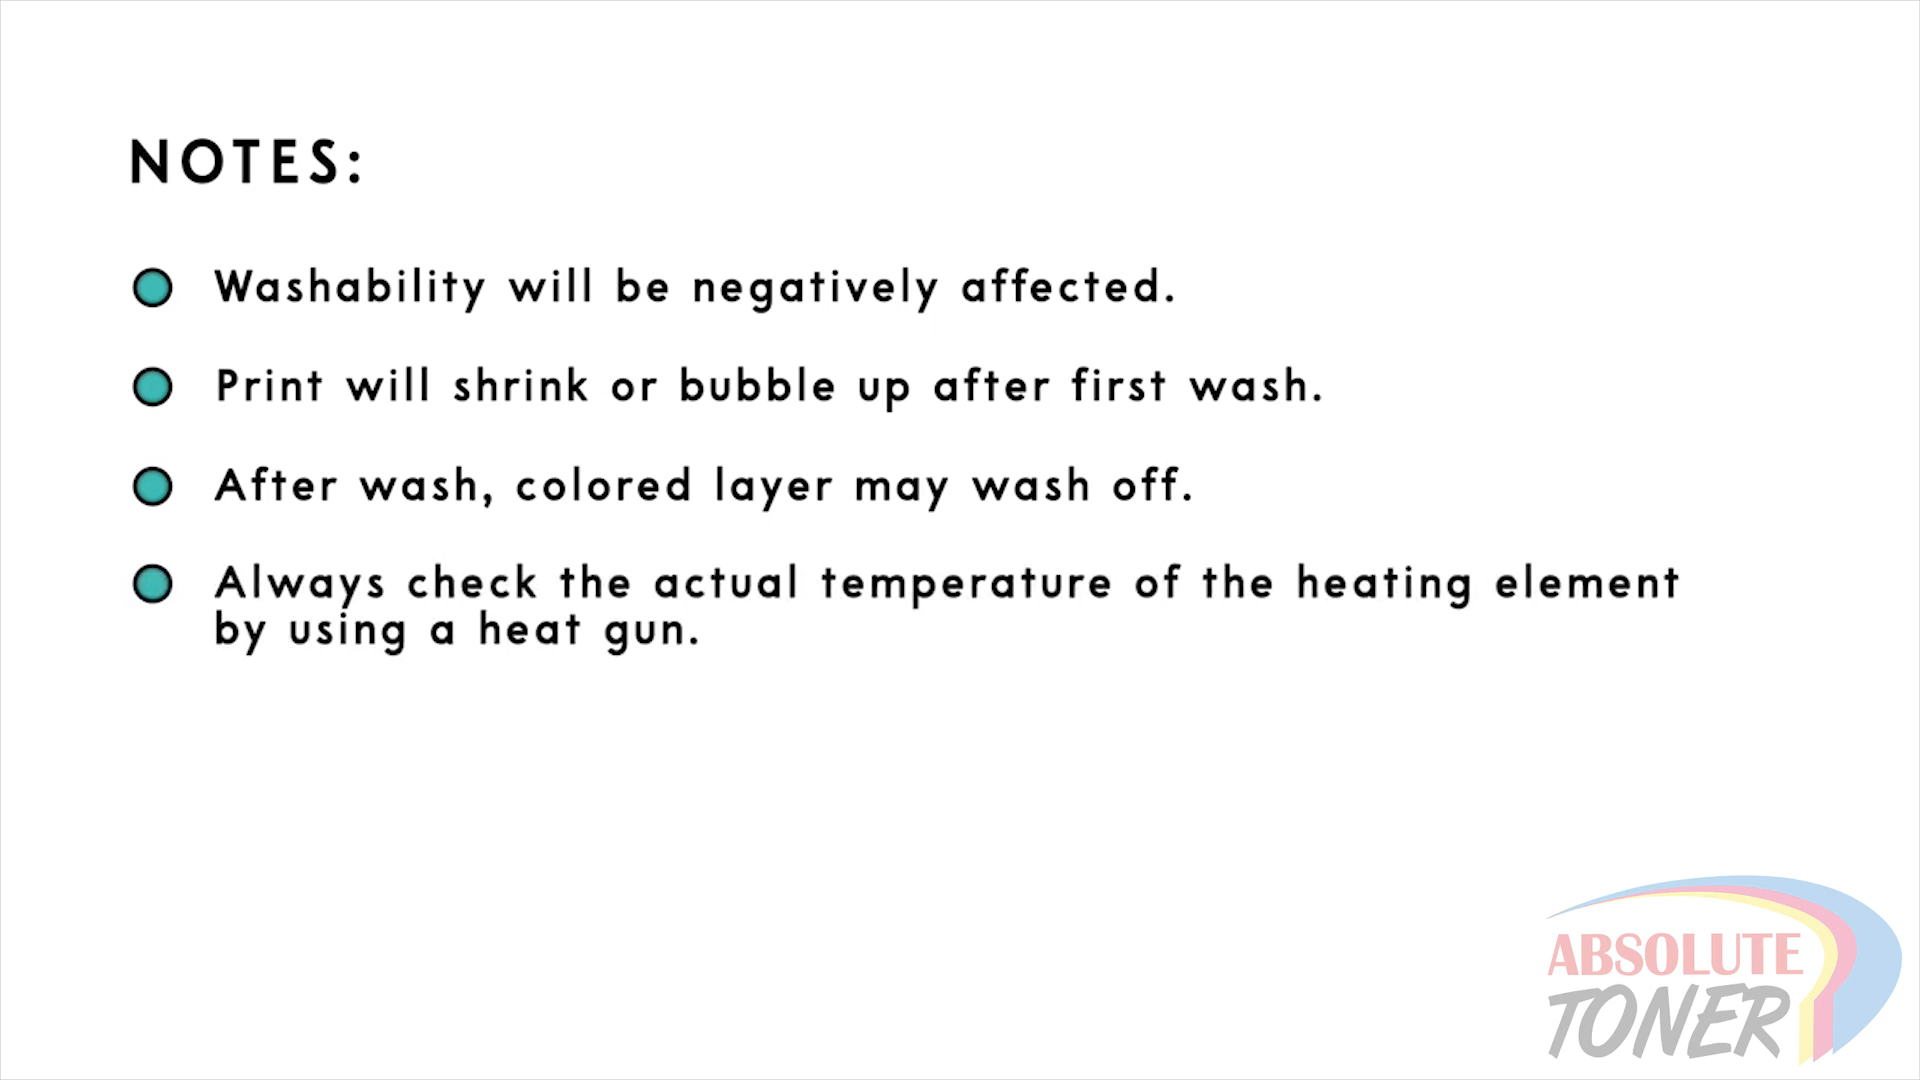 NOTES:
Washability will be negatively affected.
Print will shrink or bubble up after first wash.
After wash, colored layer may wash off.
Always check the actual temperature of the heating element
by using a heat gun.
ABSOLUTE
TONER